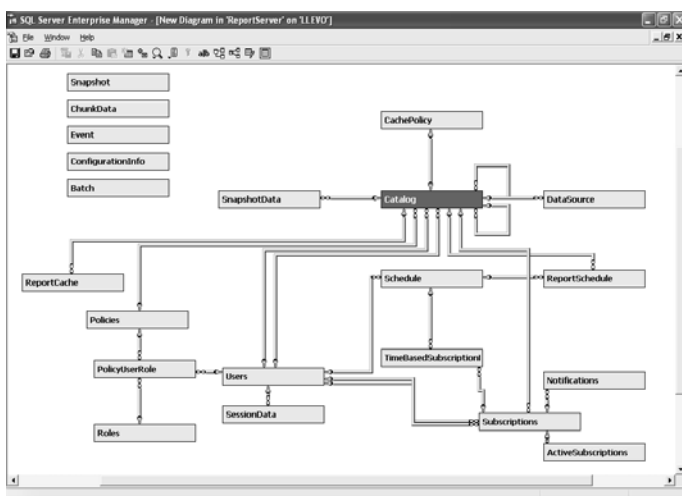 SQL Server Enterprise Manager - [New Diagram in 'ReportServer' on 'LLEVO']
File Window Help
Snapshot
ChunkData
Event
ConfigurationInfo
Batch
CachePolicy
SnapshotData
Catalog
DataSource
ReportCache
Schedule
ReportSchedule
Policies
TimeBasedSubscriptionI
PolicyUserRole
Users
Notifications
SessionData
Subscriptions
Roles
ActiveSubscriptions